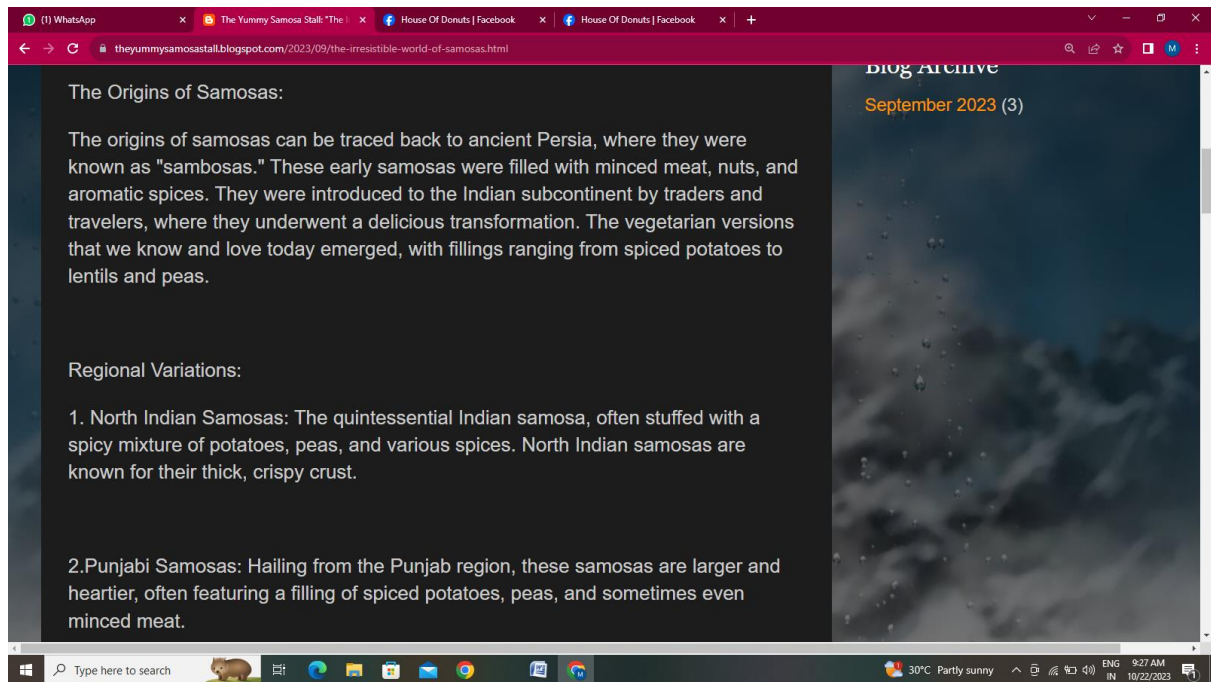 (1) WhatsApp
The Yummy Samosa Stall: "The I
House Of Donuts | Facebook
House Of Donuts | Facebook
theyummysamosastall.blogspot.com/2023/09/the-irresistible-world-of-samosas.html
M
Blog Archive
September 2023 (3)
The Origins of Samosas:
The origins of samosas can be traced back to ancient Persia, where they were
known as "sambosas." These early samosas were filled with minced meat, nuts, and
aromatic spices. They were introduced to the Indian subcontinent by traders and
travelers, where they underwent a delicious transformation. The vegetarian versions
that we know and love today emerged, with fillings ranging from spiced potatoes to
lentils and peas.
Regional Variations:
1. North Indian Samosas: The quintessential Indian samosa, often stuffed with a
spicy mixture of potatoes, peas, and various spices. North Indian samosas are
known for their thick, crispy crust.
2.Punjabi Samosas: Hailing from the Punjab region, these samosas are larger and
heartier, often featuring a filling of spiced potatoes, peas, and sometimes even
minced meat.
Type here to search
30°C Partly sunny
ENG
IN
9:27 AM
10/22/2023